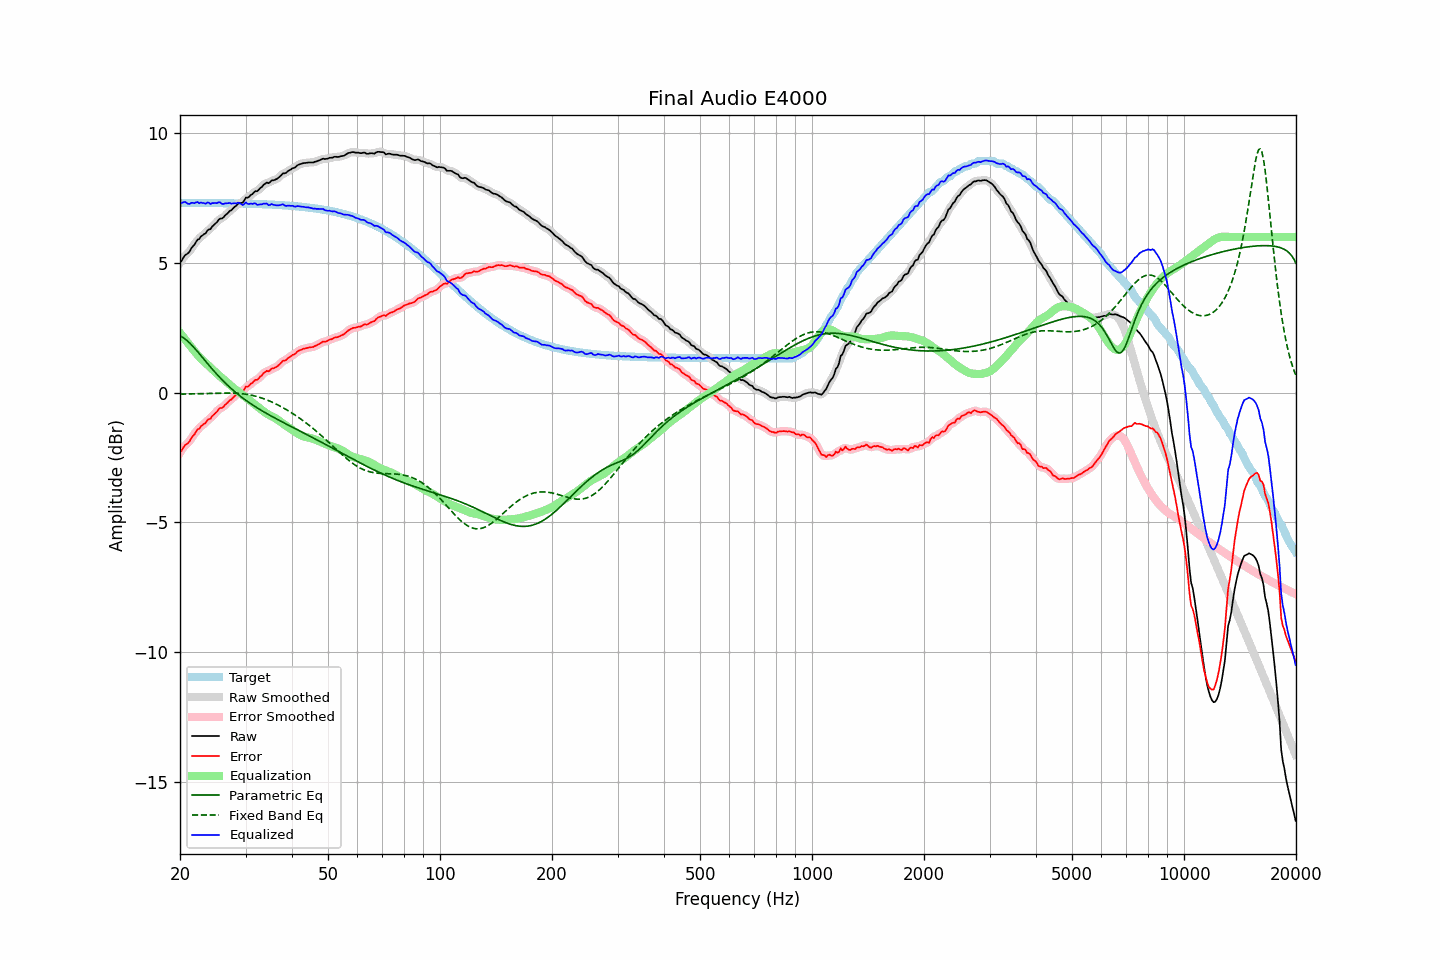 Final Audio E4000
Amplitude (dBr)
10
5
0
−5
−10
−15
Target
Raw Smoothed
Error Smoothed
Raw
Error
Equalization
Parametric Eq
Fixed Band Eq
Equalized
20 50 100 200 500 1000 2000 5000 10000 20000
Frequency (Hz)